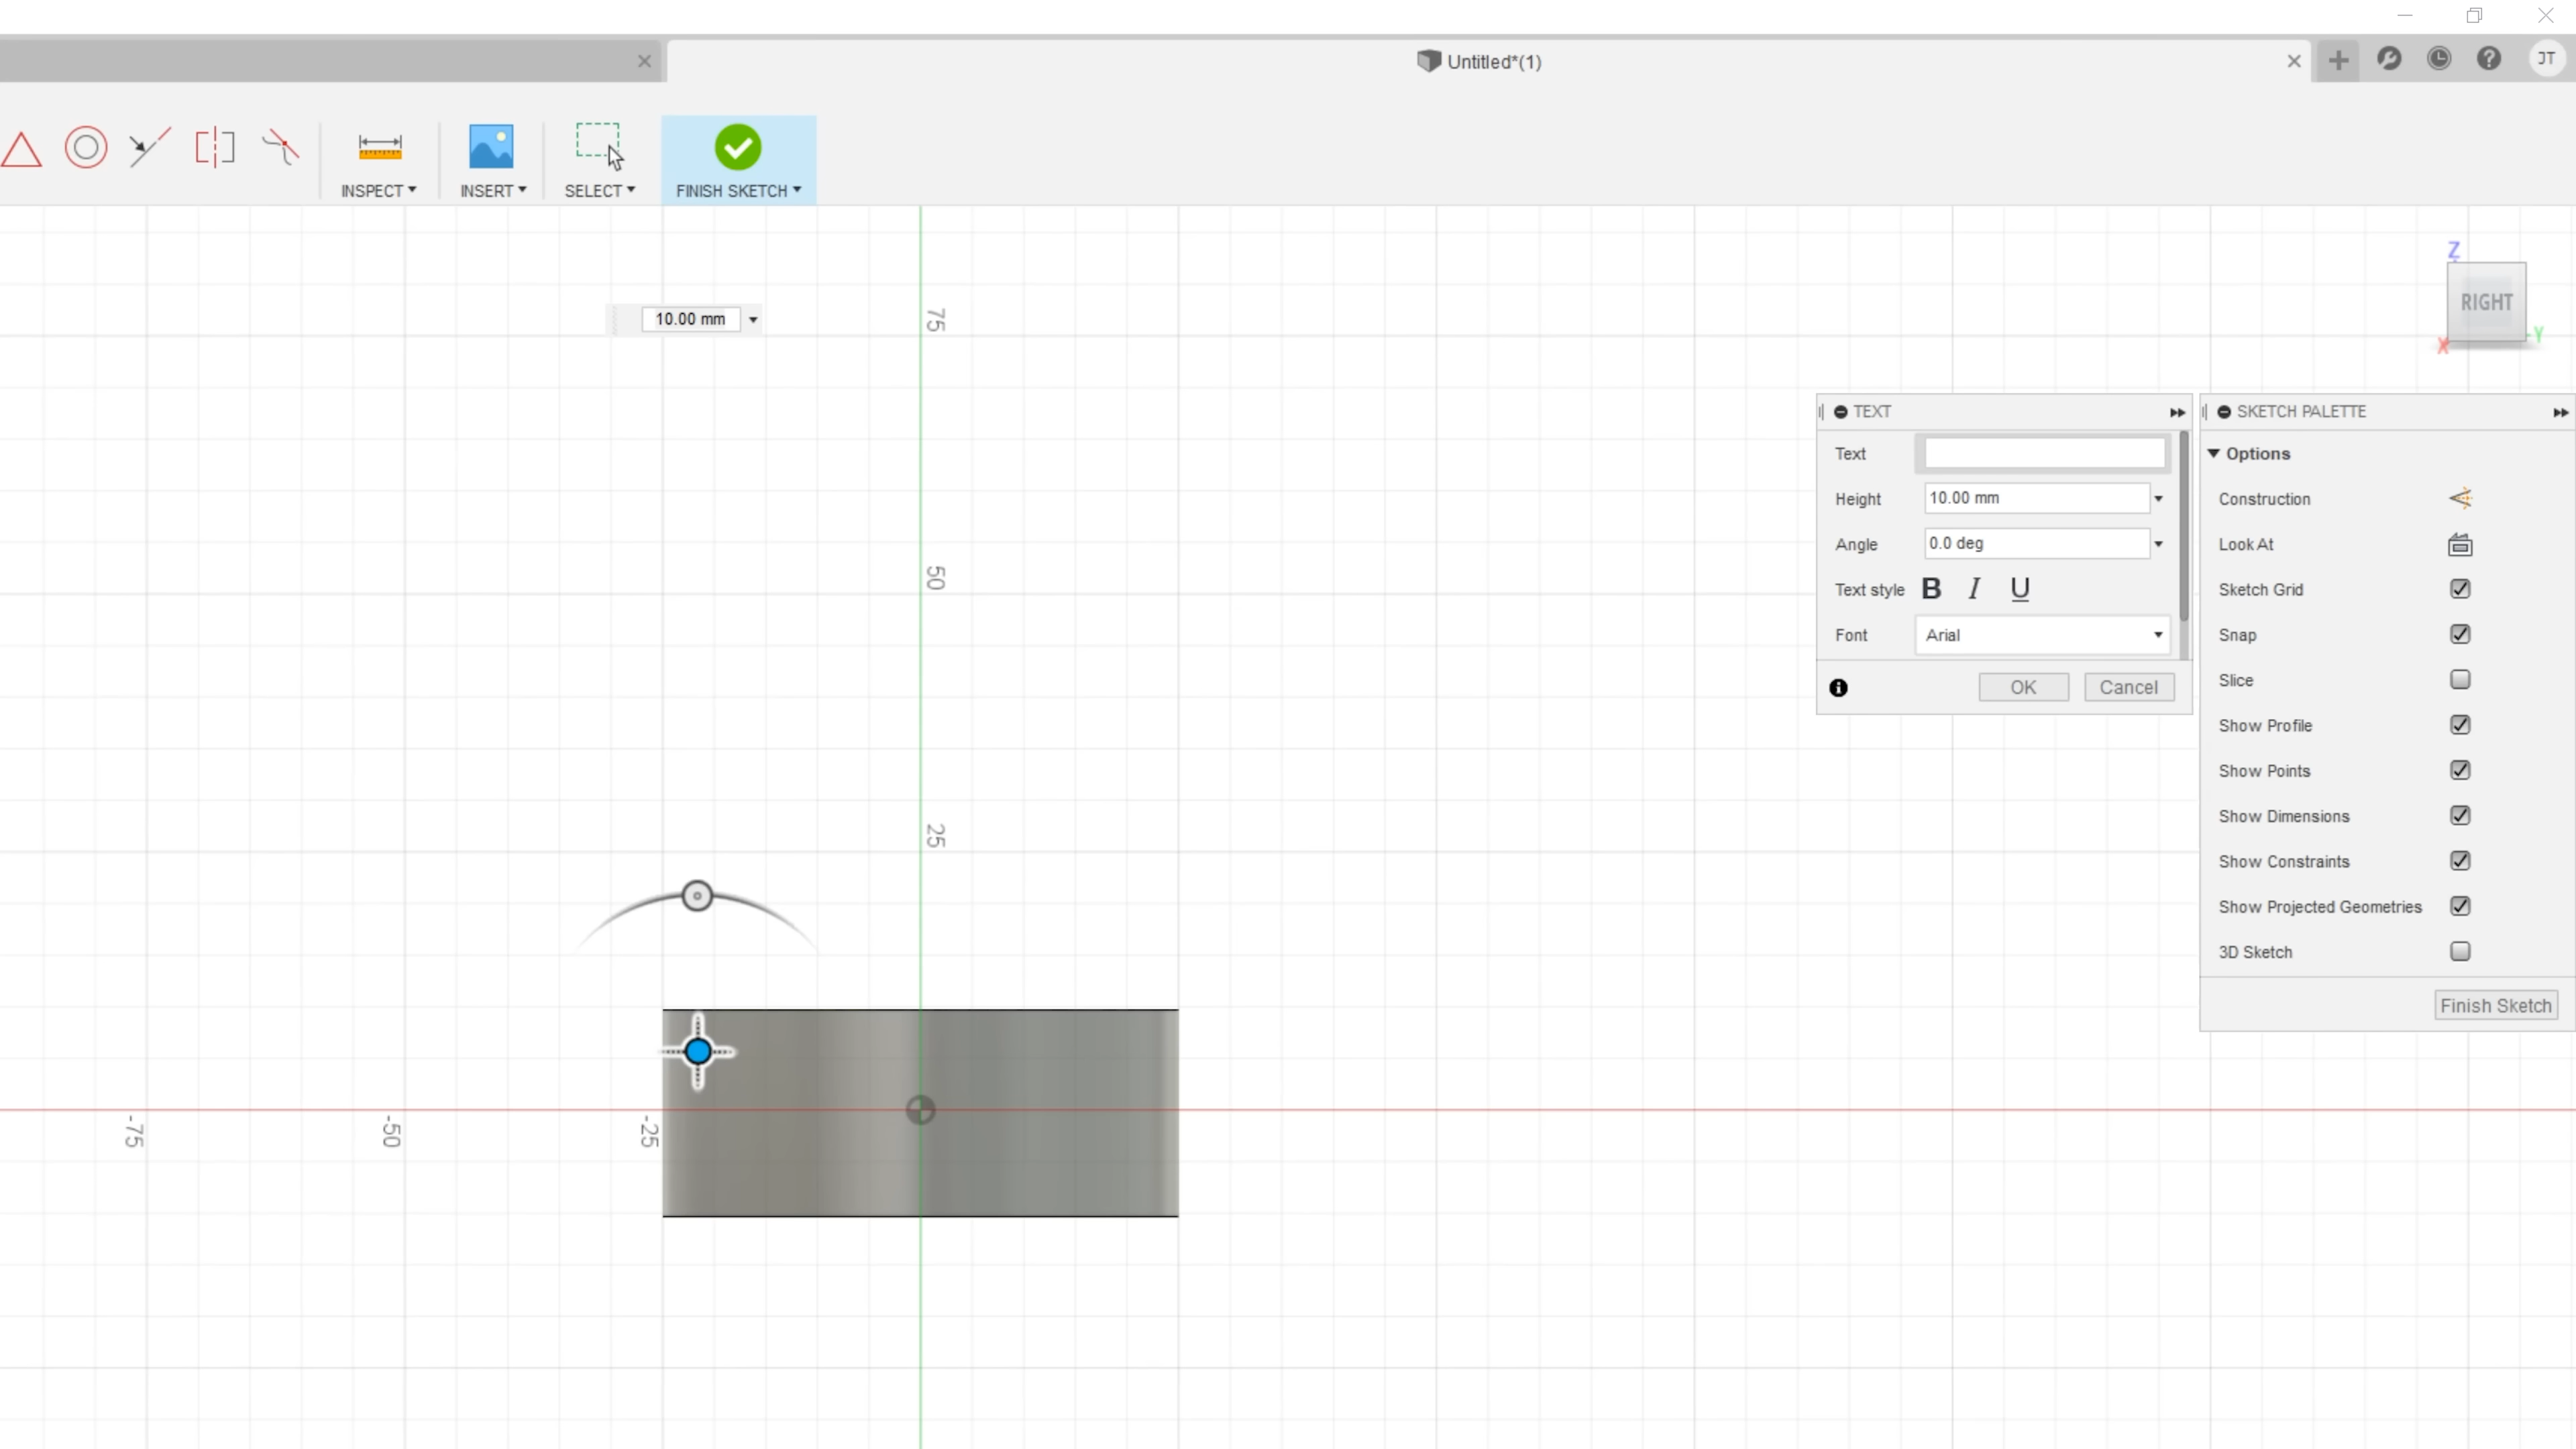 Untitled*(1)
JT
INSPECT
INSERT
SELECT
FINISH SKETCH
Z
RIGHT
Y
X
10.00 mm
75
50
25
-75
-50
-25
TEXT
Text
Height 10.00 mm
Angle 0.0 deg
Text style B I U
Font Arial
OK Cancel
SKETCH PALETTE
Options
Construction
Look At
Sketch Grid
Snap
Slice
Show Profile
Show Points
Show Dimensions
Show Constraints
Show Projected Geometries
3D Sketch
Finish Sketch